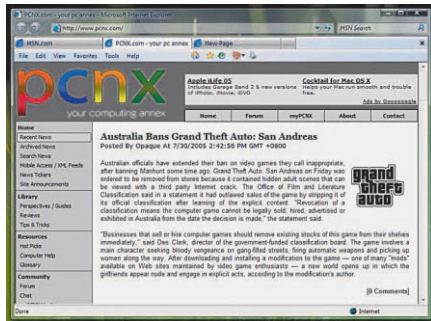 PCNX.com - your pc annex - Microsoft Internet Explorer
http://www.pcnx.com/
MSN Search
MSN.com
PCNX.com - your pc annex
New Page
File Edit View Favorites Tools Help
pcnx
your computing annex
Apple iLife 05
Includes Garage Band 2 & new versions
of iPhoto, iMovie, iDVD
Cocktail for Mac OS X
Helps your Mac run smooth and trouble
free.
Ads by Goooooogle
Home Forum myPCNX About Contact
Home
Recent News
Archived News
Search News
Mobile Access / XML Feeds
News Tickers
Site Announcements
Library
Perspectives / Guides
Reviews
Tips & Tricks
Resources
Hot Picks
Computer Help
Glossary
Community
Forum
Chat
Australia Bans Grand Theft Auto: San Andreas
Posted By Opaque At 7/30/2005 2:42:56 PM GMT +0800
Australian officials have extended their ban on video games they call inappropriate,
after banning Manhunt some time ago. Grand Theft Auto: San Andreas on Friday was
ordered to be removed from stores because it contained hidden adult scenes that can
be viewed with a third party Internet crack. The Office of Film and Literature
Classification said in a statement it had outlawed sales of the game by stripping it of
its official classification after learning of the explicit content. "Revocation of a
classification means the computer game cannot be legally sold, hired, advertised or
exhibited in Australia from the date the decision is made," the statement said.
grand
theft
auto
"Businesses that sell or hire computer games should remove existing stocks of this game from their shelves
immediately," said Des Clark, director of the government-funded classification board. The game involves a
main character seeking bloody vengeance on gang-filled streets, firing automatic weapons and picking up
women along the way. After downloading and installing a modification to the game — one of many "mods"
available on Web sites maintained by video game enthusiasts — a new world opens up in which the
girlfriends appear nude and engage in explicit acts, according to the modification's author.
[0 Comments]
Done
Internet